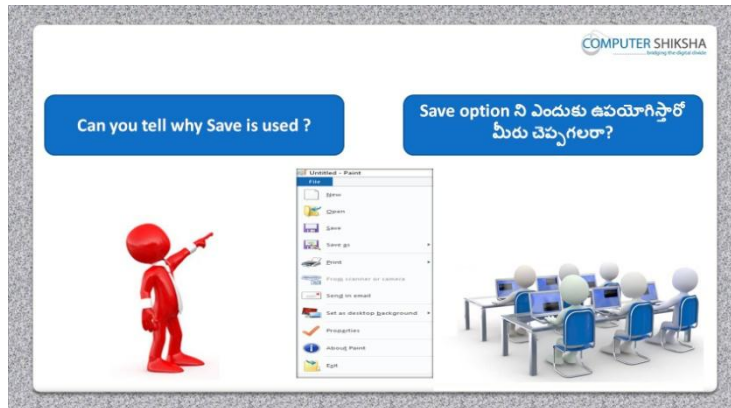 COMPUTER SHIKSHA
Bridging the digital divide
Can you tell why Save is used ?
Save option ని ఎందుకు ఉపయోగిస్తారో
మీరు చెప్పగలరా?
Untitled - Paint
File
New
Open
Save
Save as
Print
From scanner or camera
Send in email
Set as desktop background
Properties
About Paint
Exit